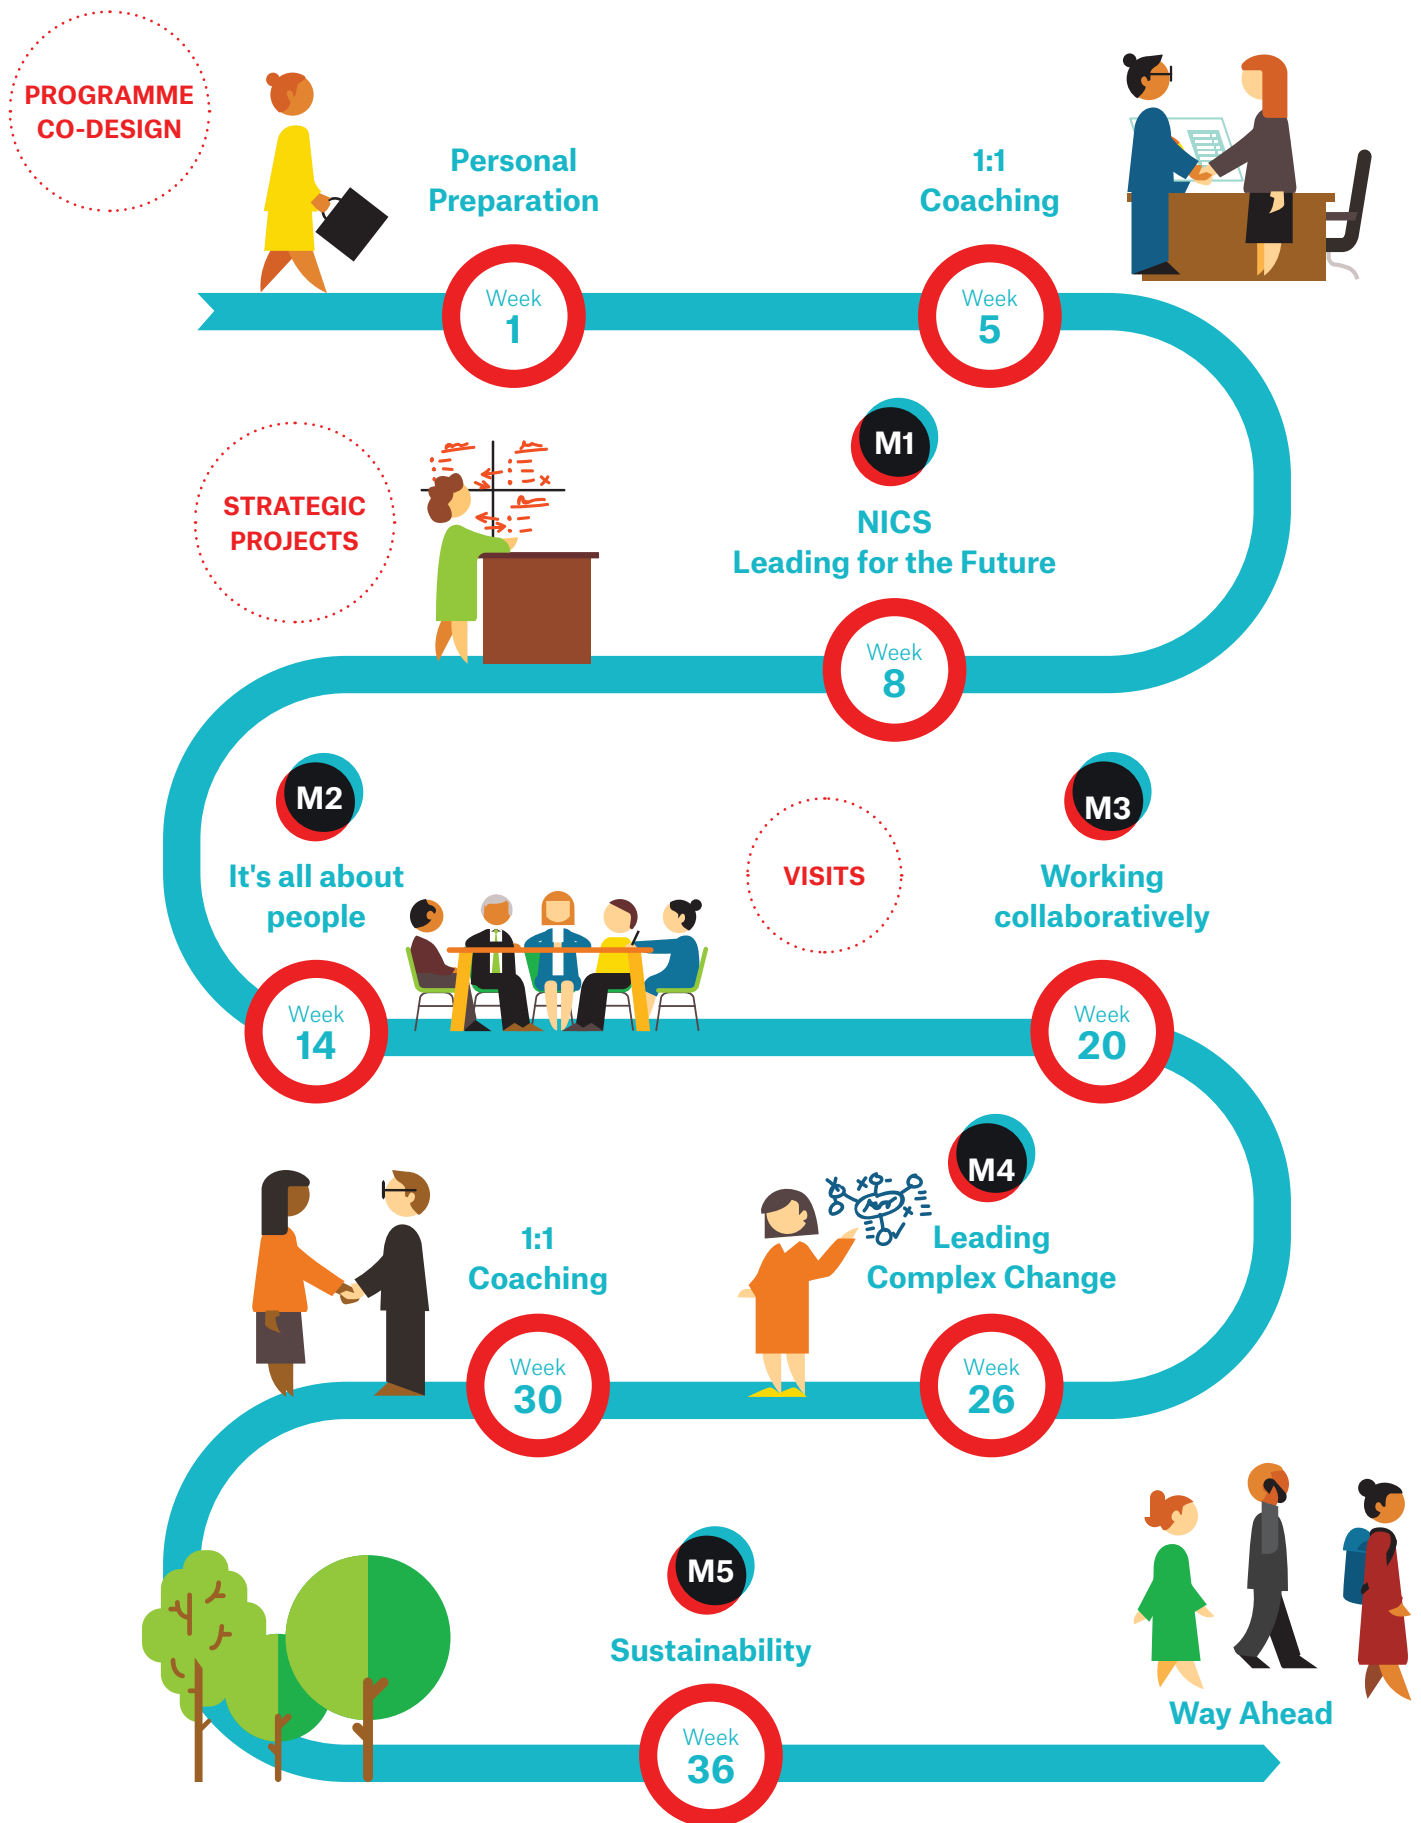 PROGRAMME
CO-DESIGN
Personal
Preparation
Week
1
1:1
Coaching
Week
5
STRATEGIC
PROJECTS
M1
NICS
Leading for the Future
Week
8
M2
It's all about
people
Week
14
VISITS
M3
Working
collaboratively
Week
20
M4
Leading
Complex Change
Week
26
1:1
Coaching
Week
30
M5
Sustainability
Week
36
Way Ahead